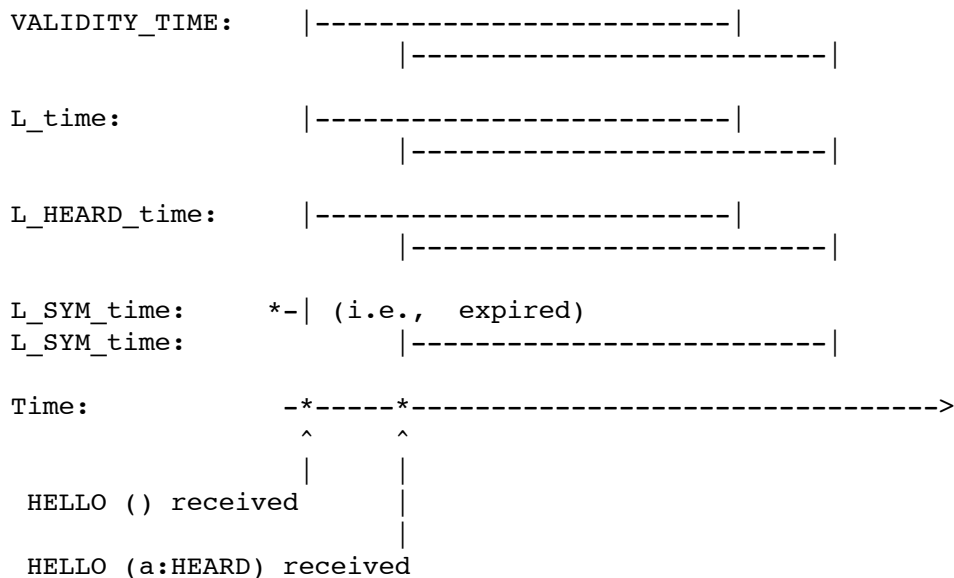 VALIDITY_TIME:    |--------------------------|
                        |--------------------------|
L_time:           |--------------------------|
                        |--------------------------|
L_HEARD_time:     |--------------------------|
                        |--------------------------|
L_SYM_time:     *-| (i.e.,  expired)
L_SYM_time:             |--------------------------|
Time:            -*-----*--------------------------------->
                  ^     ^
                  |     |
 HELLO () received      |
                        |
 HELLO (a:HEARD) received